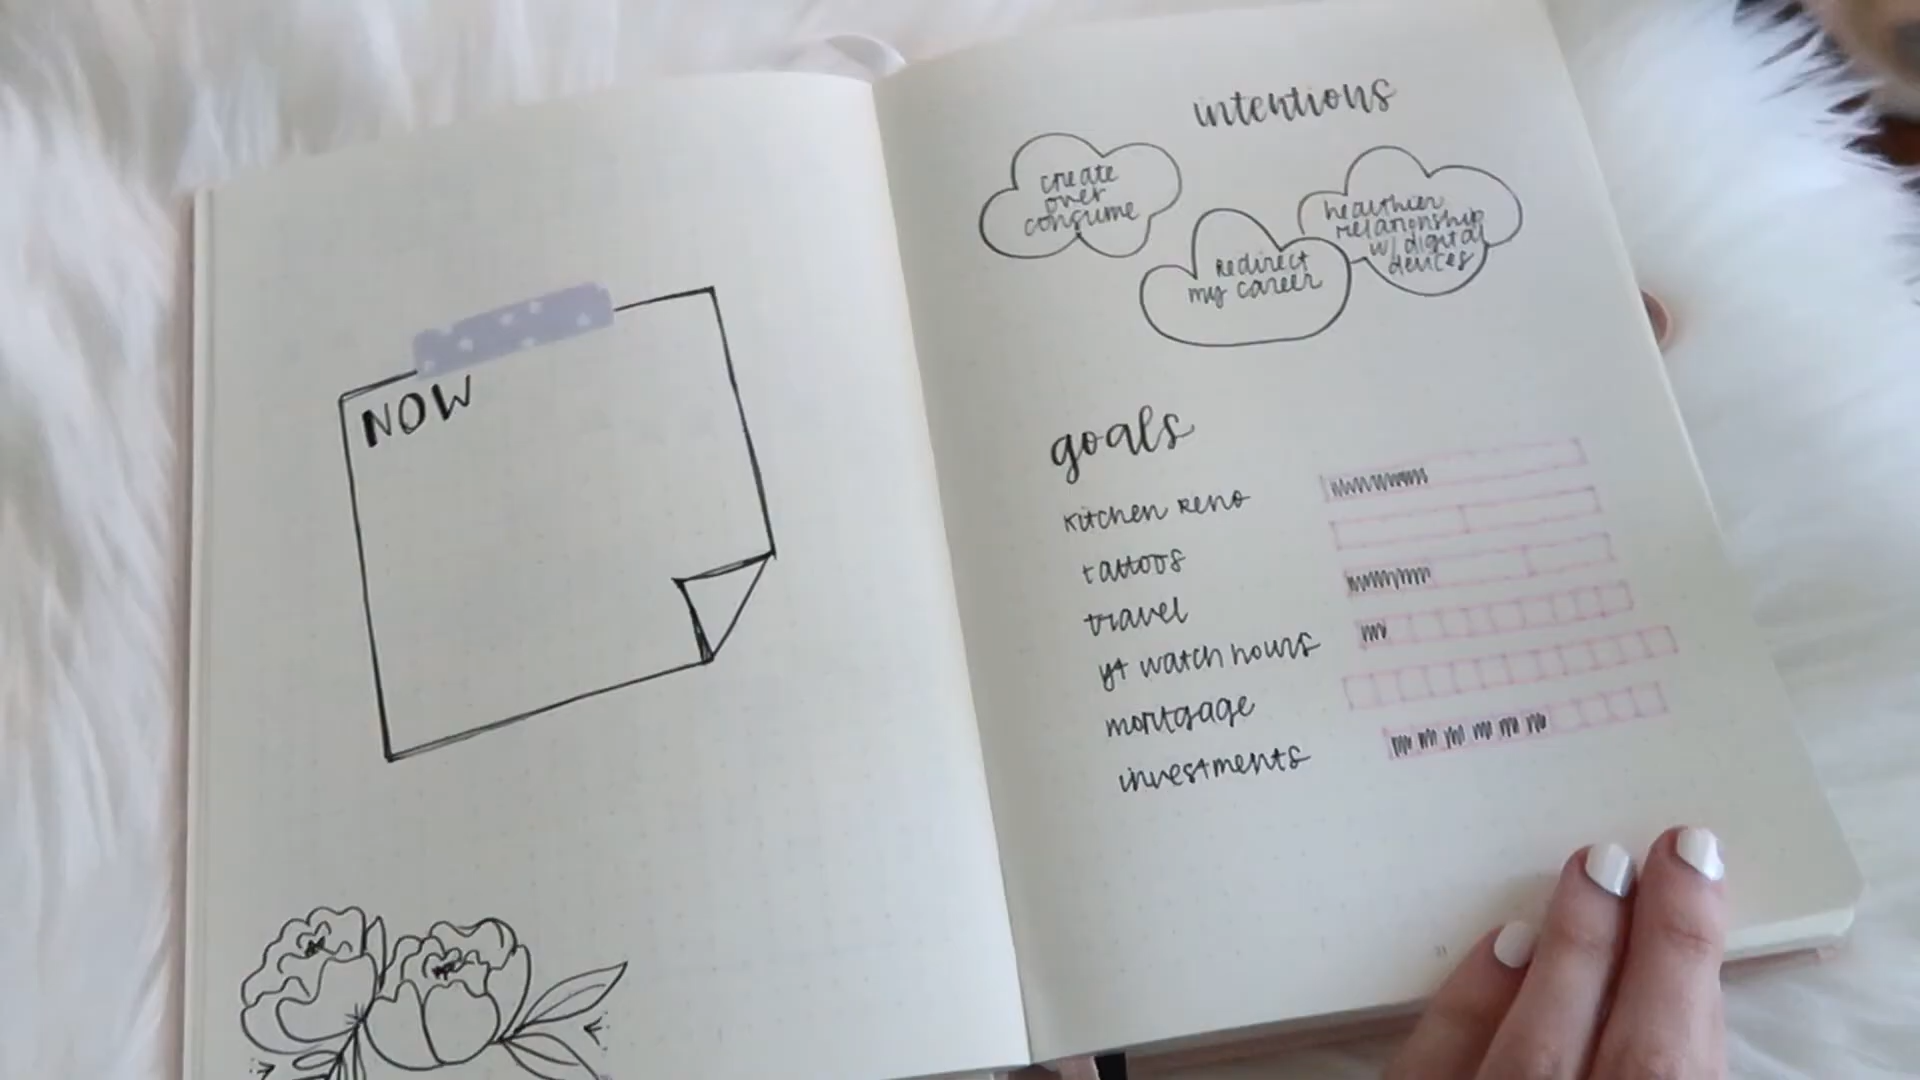 NOW
intentions
create
over
consume
redirect
my career
healthier
relationship
w/ digital
devices
goals
kitchen reno
tattoos
travel
yt watch hours
mortgage
investments